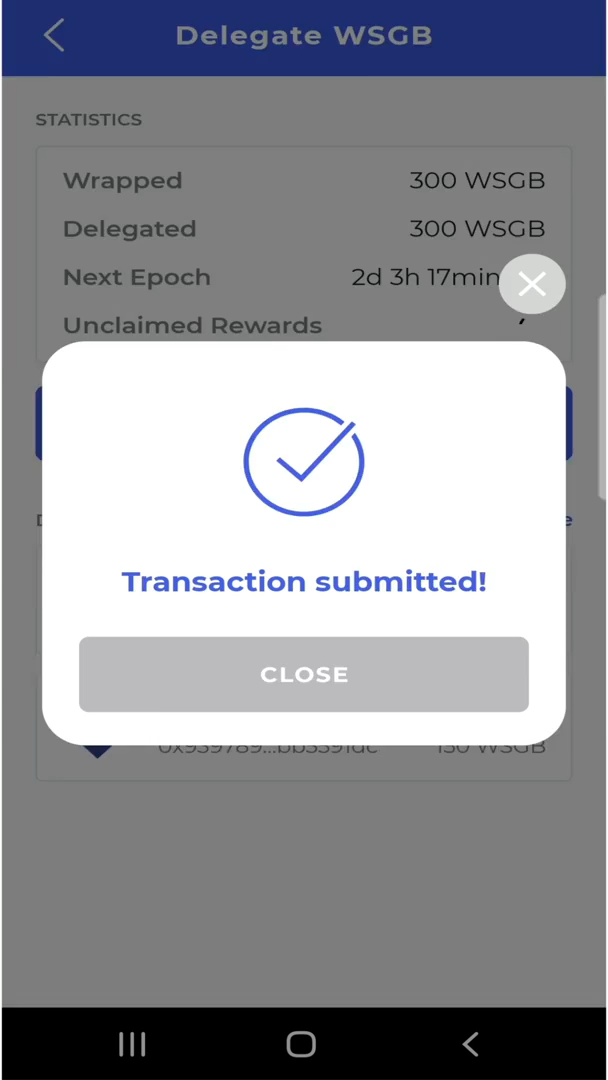 Delegate WSGB
STATISTICS
Wrapped 300 WSGB
Delegated 300 WSGB
Next Epoch 2d 3h 17min
Unclaimed Rewards
Transaction submitted!
CLOSE
150 WSGB